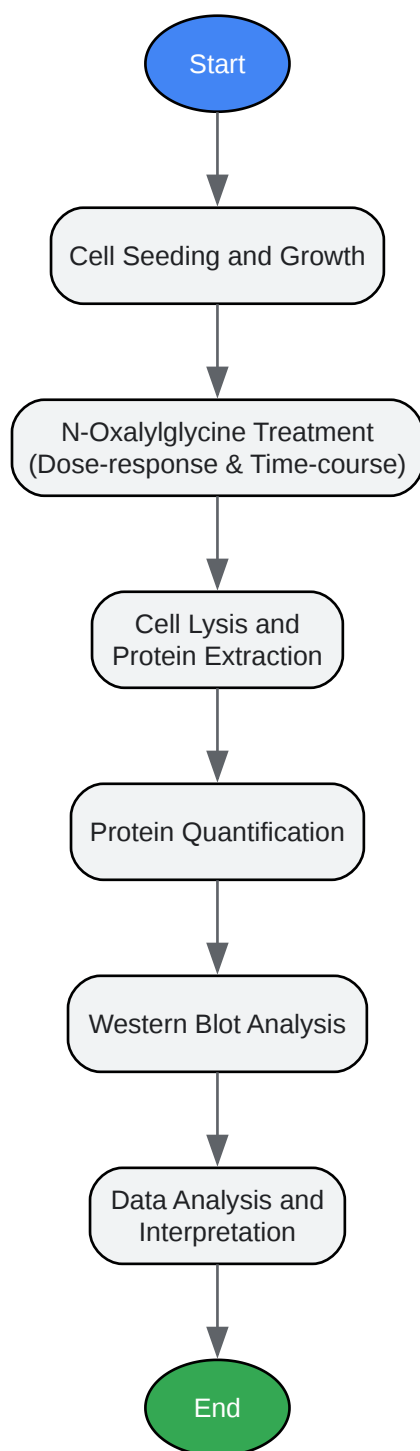 Start
Cell Seeding and Growth
N-Oxalylglycine Treatment
(Dose-response & Time-course)
Cell Lysis and
Protein Extraction
Protein Quantification
Western Blot Analysis
Data Analysis and
Interpretation
End